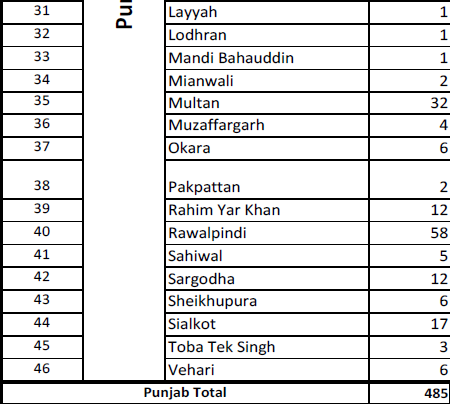 Pun
31 Layyah 1
32 Lodhran 1
33 Mandi Bahauddin 1
34 Mianwali 2
35 Multan 32
36 Muzaffargarh 4
37 Okara 6
38 Pakpattan 2
39 Rahim Yar Khan 12
40 Rawalpindi 58
41 Sahiwal 5
42 Sargodha 12
43 Sheikhupura 6
44 Sialkot 17
45 Toba Tek Singh 3
46 Vehari 6
Punjab Total 485